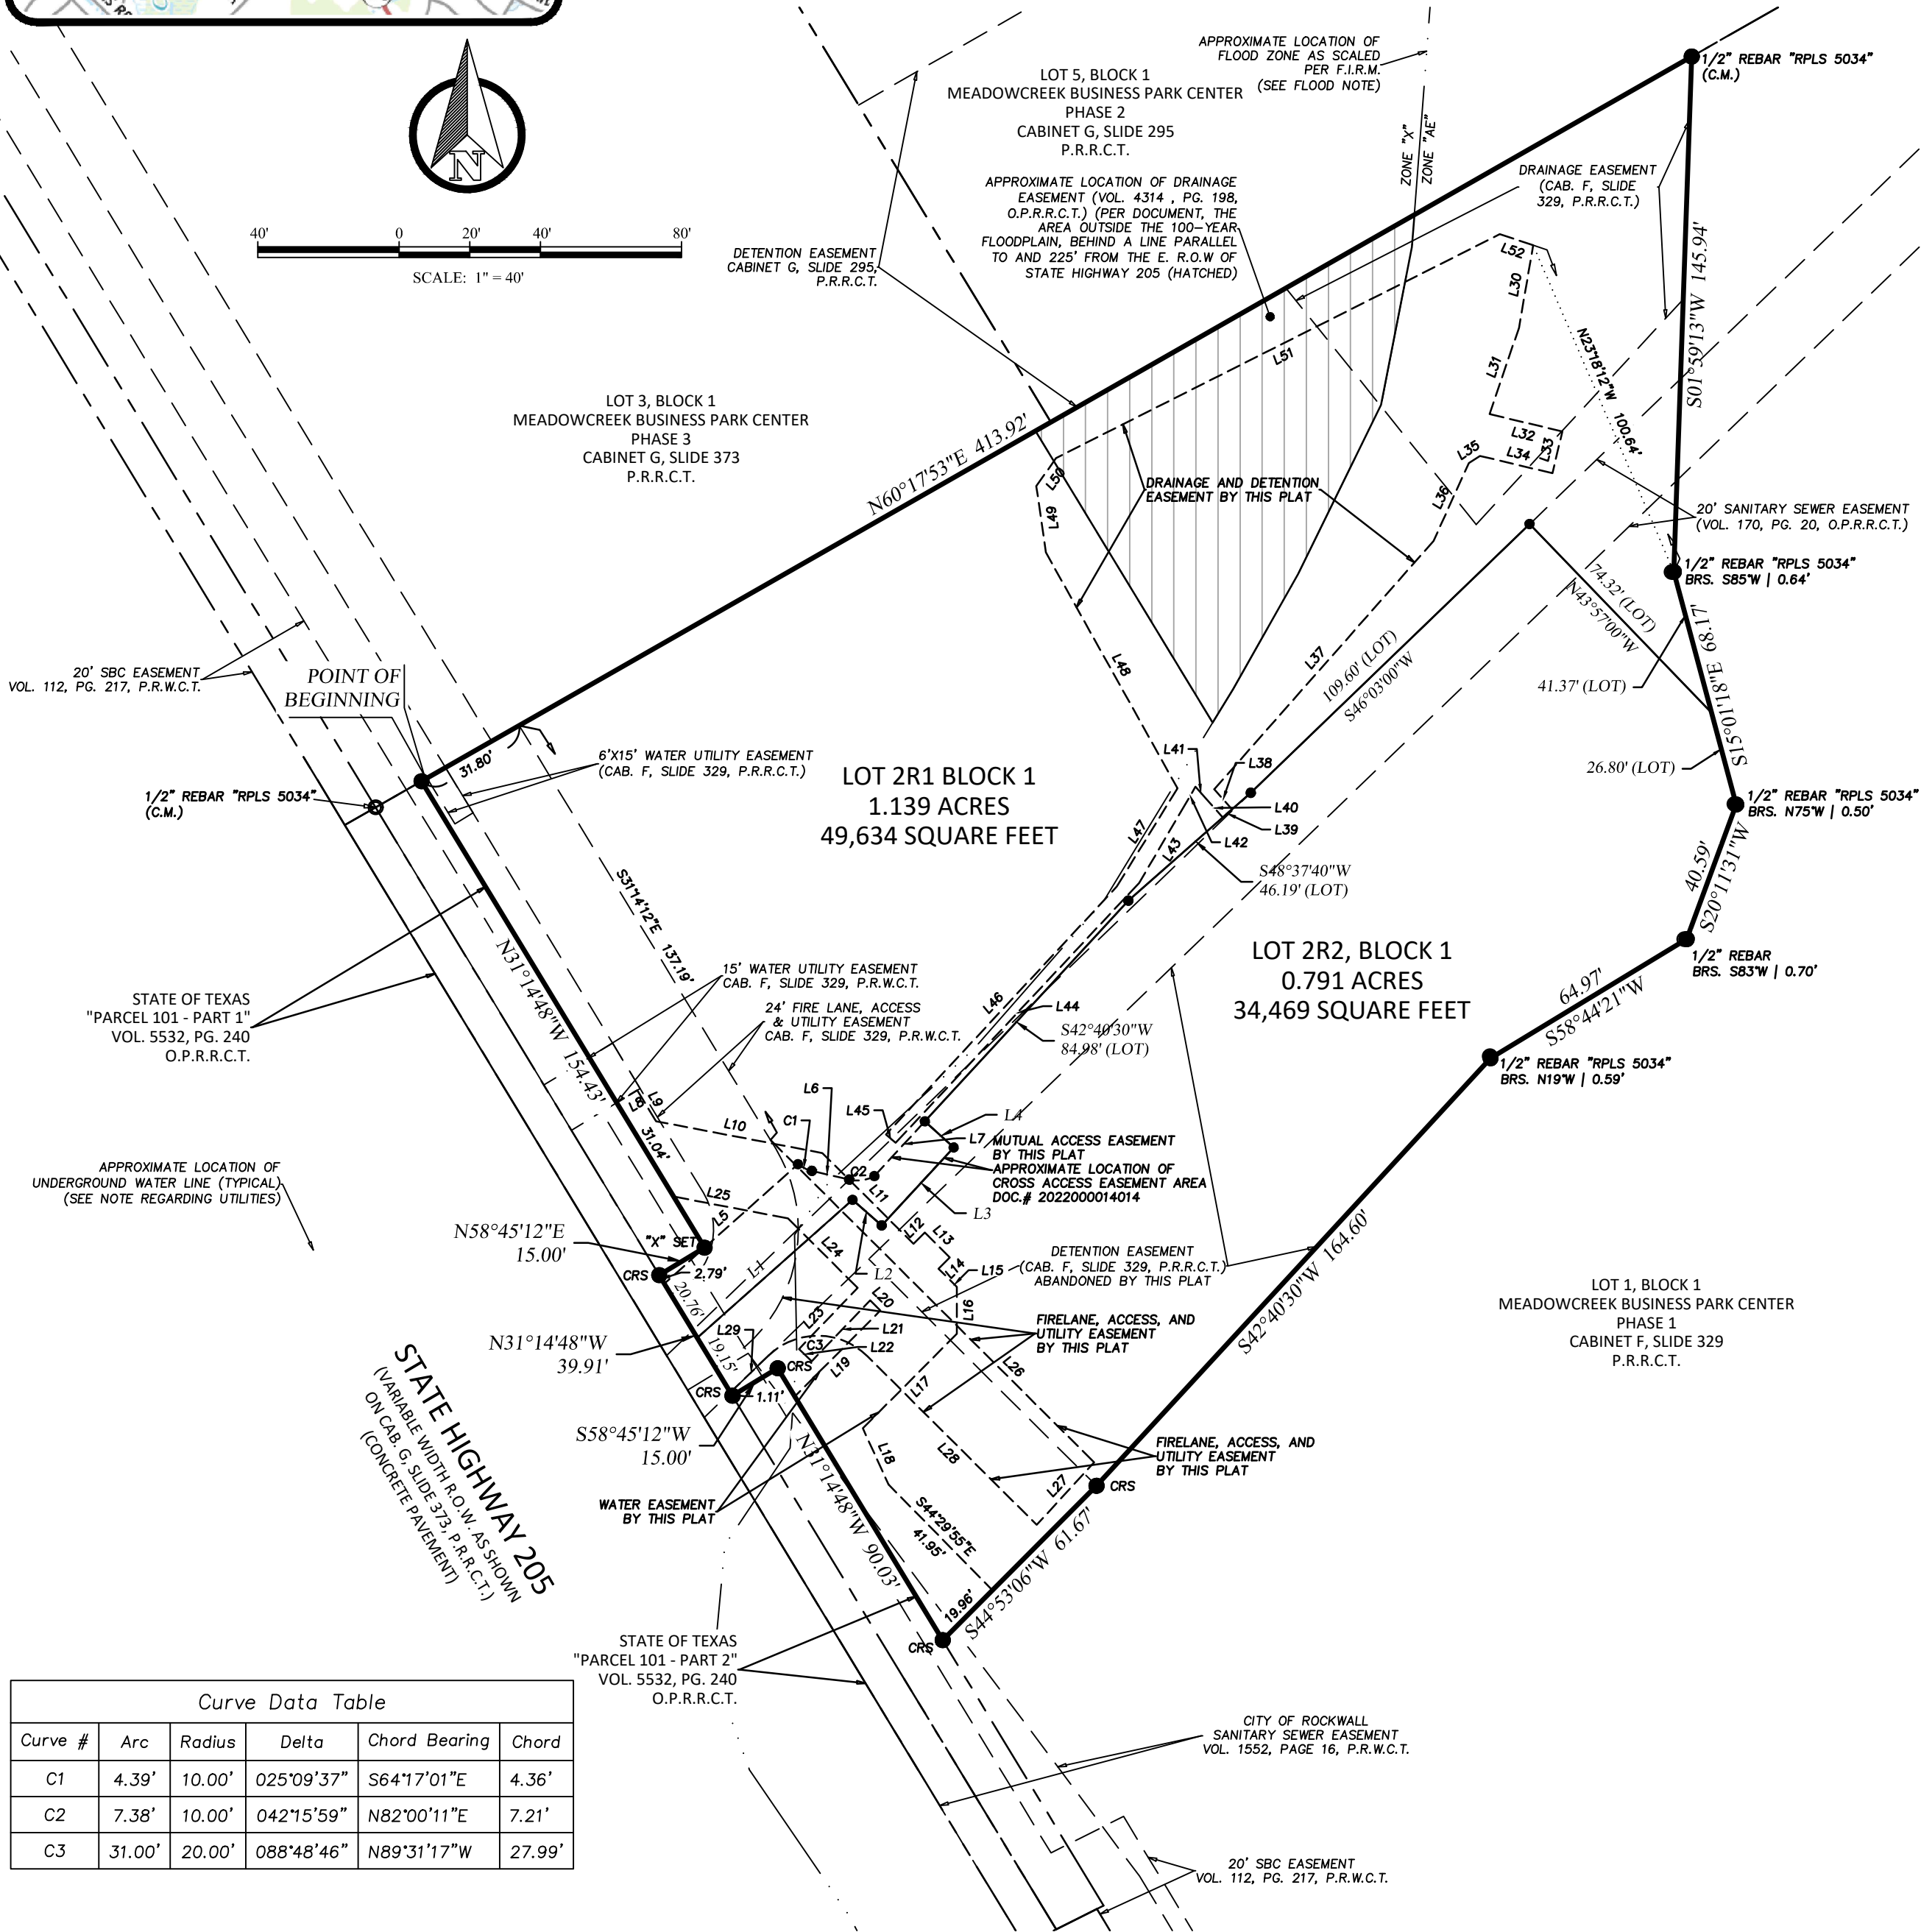 N
40' 0 20' 40' 80'
SCALE: 1" = 40'
LOT 5, BLOCK 1
MEADOWCREEK BUSINESS PARK CENTER
PHASE 2
CABINET G, SLIDE 295
P.R.R.C.T.
APPROXIMATE LOCATION OF
FLOOD ZONE AS SCALED
PER F.I.R.M.
(SEE FLOOD NOTE)
ZONE "X"
ZONE "AE"
1/2" REBAR "RPLS 5034"
(C.M.)
DRAINAGE EASEMENT
(CAB. F, SLIDE
329, P.R.R.C.T.)
APPROXIMATE LOCATION OF DRAINAGE
EASEMENT (VOL. 4314 , PG. 198,
O.P.R.R.C.T.) (PER DOCUMENT, THE
AREA OUTSIDE THE 100-YEAR
FLOODPLAIN, BEHIND A LINE PARALLEL
TO AND 225' FROM THE E. R.O.W OF
STATE HIGHWAY 205 (HATCHED)
DETENTION EASEMENT
CABINET G, SLIDE 295,
P.R.R.C.T.
L52
L30
L51
L31
N23°18'12"W 100.64'
S01°59'13"W 145.94'
LOT 3, BLOCK 1
MEADOWCREEK BUSINESS PARK CENTER
PHASE 3
CABINET G, SLIDE 373
P.R.R.C.T.
N60°17'53"E 413.92'
L32
L33
L34
L35
L36
L50
L49
DRAINAGE AND DETENTION
EASEMENT BY THIS PLAT
20' SANITARY SEWER EASEMENT
(VOL. 170, PG. 20, O.P.R.R.C.T.)
1/2" REBAR "RPLS 5034"
BRS. S85°W | 0.64'
74.32' (LOT)
N43°57'00"W
S15°01'18"E 68.17'
41.37' (LOT)
26.80' (LOT)
L48
L37
109.60' (LOT)
S46°03'00"W
20' SBC EASEMENT
VOL. 112, PG. 217, P.R.W.C.T.
POINT OF
BEGINNING
31.80'
6'X15' WATER UTILITY EASEMENT
(CAB. F, SLIDE 329, P.R.R.C.T.)
1/2" REBAR "RPLS 5034"
(C.M.)
LOT 2R1 BLOCK 1
1.139 ACRES
49,634 SQUARE FEET
L41
L38
L40
L39
L42
L47
L43
S48°37'40"W
46.19' (LOT)
1/2" REBAR "RPLS 5034"
BRS. N75°W | 0.50'
40.59'
S20°11'31"W
1/2" REBAR
BRS. S83°W | 0.70'
64.97'
S58°44'21"W
1/2" REBAR "RPLS 5034"
BRS. N19°W | 0.59'
LOT 2R2, BLOCK 1
0.791 ACRES
34,469 SQUARE FEET
S31°14'12"E 137.19'
N31°14'48"W 154.43'
15' WATER UTILITY EASEMENT
CAB. F, SLIDE 329, P.R.W.C.T.
24' FIRE LANE, ACCESS
& UTILITY EASEMENT
CAB. F, SLIDE 329, P.R.W.C.T.
STATE OF TEXAS
"PARCEL 101 - PART 1"
VOL. 5532, PG. 240
O.P.R.R.C.T.
L46
L44
S42°40'30"W
84.98' (LOT)
L8
L9
L10
31.04'
C1
L6
L45
L4
L7
C2
L11
MUTUAL ACCESS EASEMENT
BY THIS PLAT
APPROXIMATE LOCATION OF
CROSS ACCESS EASEMENT AREA
DOC.# 2022000014014
L3
APPROXIMATE LOCATION OF
UNDERGROUND WATER LINE (TYPICAL)
(SEE NOTE REGARDING UTILITIES)
L25
L5
N58°45'12"E
15.00'
"X" SET
CRS
2.79'
20.76'
L1
L24
L2
L12
L13
L14
L15
L16
DETENTION EASEMENT
(CAB. F, SLIDE 329, P.R.R.C.T.)
ABANDONED BY THIS PLAT
S42°40'30"W 164.60'
LOT 1, BLOCK 1
MEADOWCREEK BUSINESS PARK CENTER
PHASE 1
CABINET F, SLIDE 329
P.R.R.C.T.
L20
L23
L21
L22
C3
L29
L19
N31°14'48"W
39.91'
19.15'
CRS
CRS
1.11'
FIRELANE, ACCESS, AND
UTILITY EASEMENT
BY THIS PLAT
L26
L17
S58°45'12"W
15.00'
STATE HIGHWAY 205
(VARIABLE WIDTH R.O.W. AS SHOWN
ON CAB. G, SLIDE 373, P.R.R.C.T.)
(CONCRETE PAVEMENT)
N31°14'48"W 90.03'
L18
L28
L27
FIRELANE, ACCESS, AND
UTILITY EASEMENT
BY THIS PLAT
CRS
WATER EASEMENT
BY THIS PLAT
S44°29'55"E
41.95'
19.96'
S44°53'06"W 61.67'
CRS
STATE OF TEXAS
"PARCEL 101 - PART 2"
VOL. 5532, PG. 240
O.P.R.R.C.T.
CITY OF ROCKWALL
SANITARY SEWER EASEMENT
VOL. 1552, PAGE 16, P.R.W.C.T.
20' SBC EASEMENT
VOL. 112, PG. 217, P.R.W.C.T.
Curve Data Table
Curve # Arc Radius Delta Chord Bearing Chord
C1 4.39' 10.00' 025°09'37" S64°17'01"E 4.36'
C2 7.38' 10.00' 042°15'59" N82°00'11"E 7.21'
C3 31.00' 20.00' 088°48'46" N89°31'17"W 27.99'